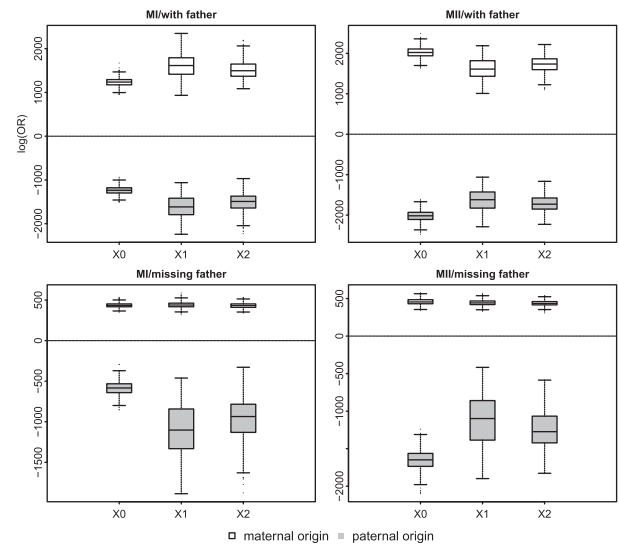 MI/with father
MII/with father
log(OR)
2000
1000
0
−1000
−2000
X0 X1 X2
2000
1000
0
−1000
−2000
X0 X1 X2
MI/missing father
MII/missing father
500
0
−500
−1000
−1500
X0 X1 X2
500
0
−1000
−2000
X0 X1 X2
maternal origin paternal origin